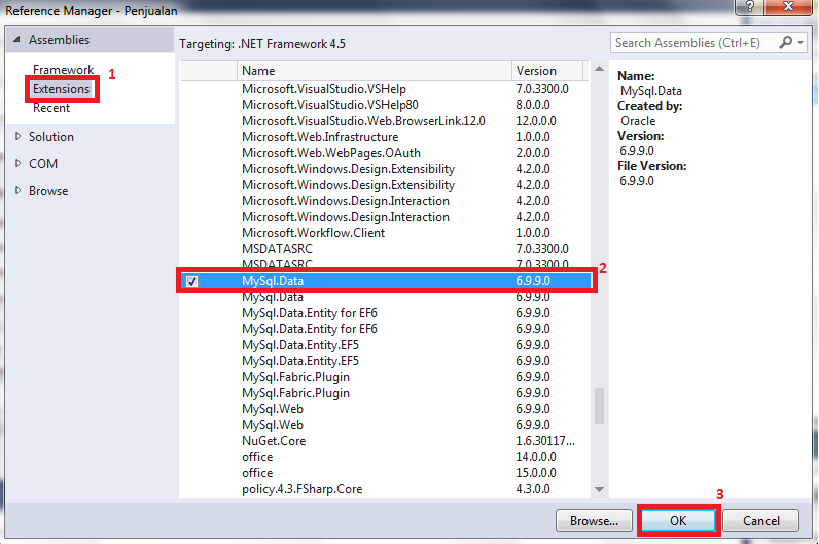 Reference Manager - Penjualan
?
X
Assemblies
Framework
1
Extensions
Recent
Solution
COM
Browse
Targeting: .NET Framework 4.5
Search Assemblies (Ctrl+E)
Name Version
Microsoft.VisualStudio.VSHelp 7.0.3300.0
Microsoft.VisualStudio.VSHelp80 8.0.0.0
Microsoft.VisualStudio.Web.BrowserLink.12.0 12.0.0.0
Microsoft.Web.Infrastructure 1.0.0.0
Microsoft.Web.WebPages.OAuth 2.0.0.0
Microsoft.Windows.Design.Extensibility 4.2.0.0
Microsoft.Windows.Design.Extensibility 4.2.0.0
Microsoft.Windows.Design.Interaction 4.2.0.0
Microsoft.Windows.Design.Interaction 4.2.0.0
Microsoft.Workflow.Client 1.0.0.0
MSDATASRC 7.0.3300.0
MSDATASRC 7.0.3300.0
2
MySql.Data 6.9.9.0
MySql.Data 6.9.9.0
MySql.Data.Entity for EF6 6.9.9.0
MySql.Data.Entity for EF6 6.9.9.0
MySql.Data.Entity.EF5 6.9.9.0
MySql.Data.Entity.EF5 6.9.9.0
MySql.Fabric.Plugin 6.9.9.0
MySql.Fabric.Plugin 6.9.9.0
MySql.Web 6.9.9.0
MySql.Web 6.9.9.0
NuGet.Core 1.6.30117...
office 14.0.0.0
office 15.0.0.0
policy.4.3.FSharp.Core 4.3.0.0
Name:
MySql.Data
Created by:
Oracle
Version:
6.9.9.0
File Version:
6.9.9.0
3
Browse...
OK
Cancel